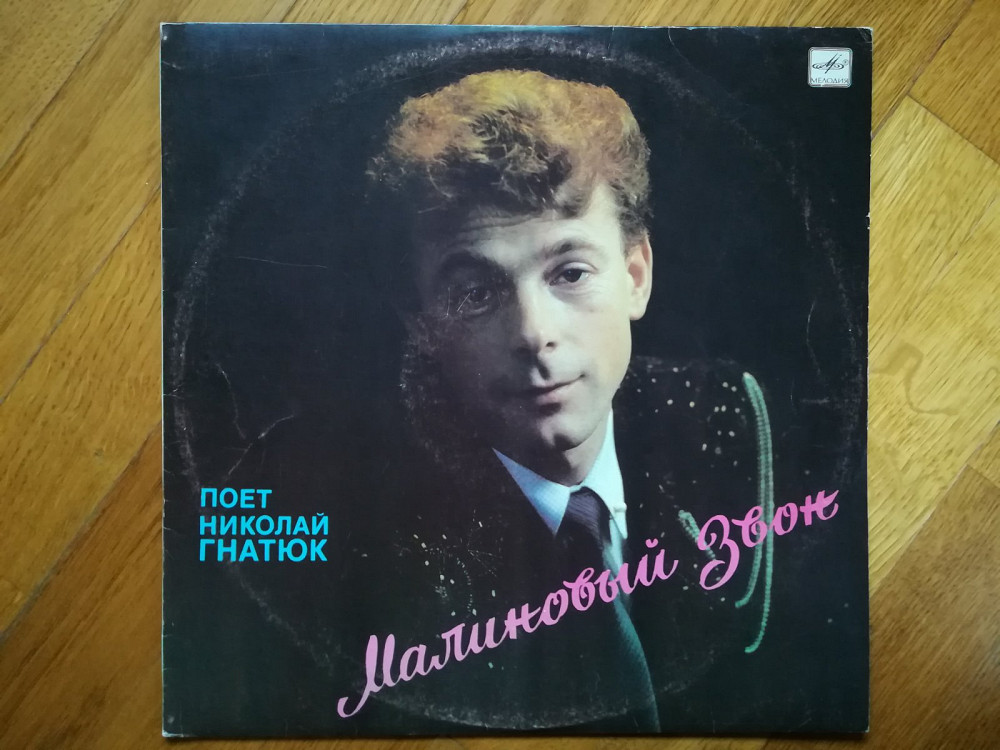 МЕЛОДИЯ
ПОЕТ
НИКОЛАЙ
ГНАТЮК
Малиновый Звон